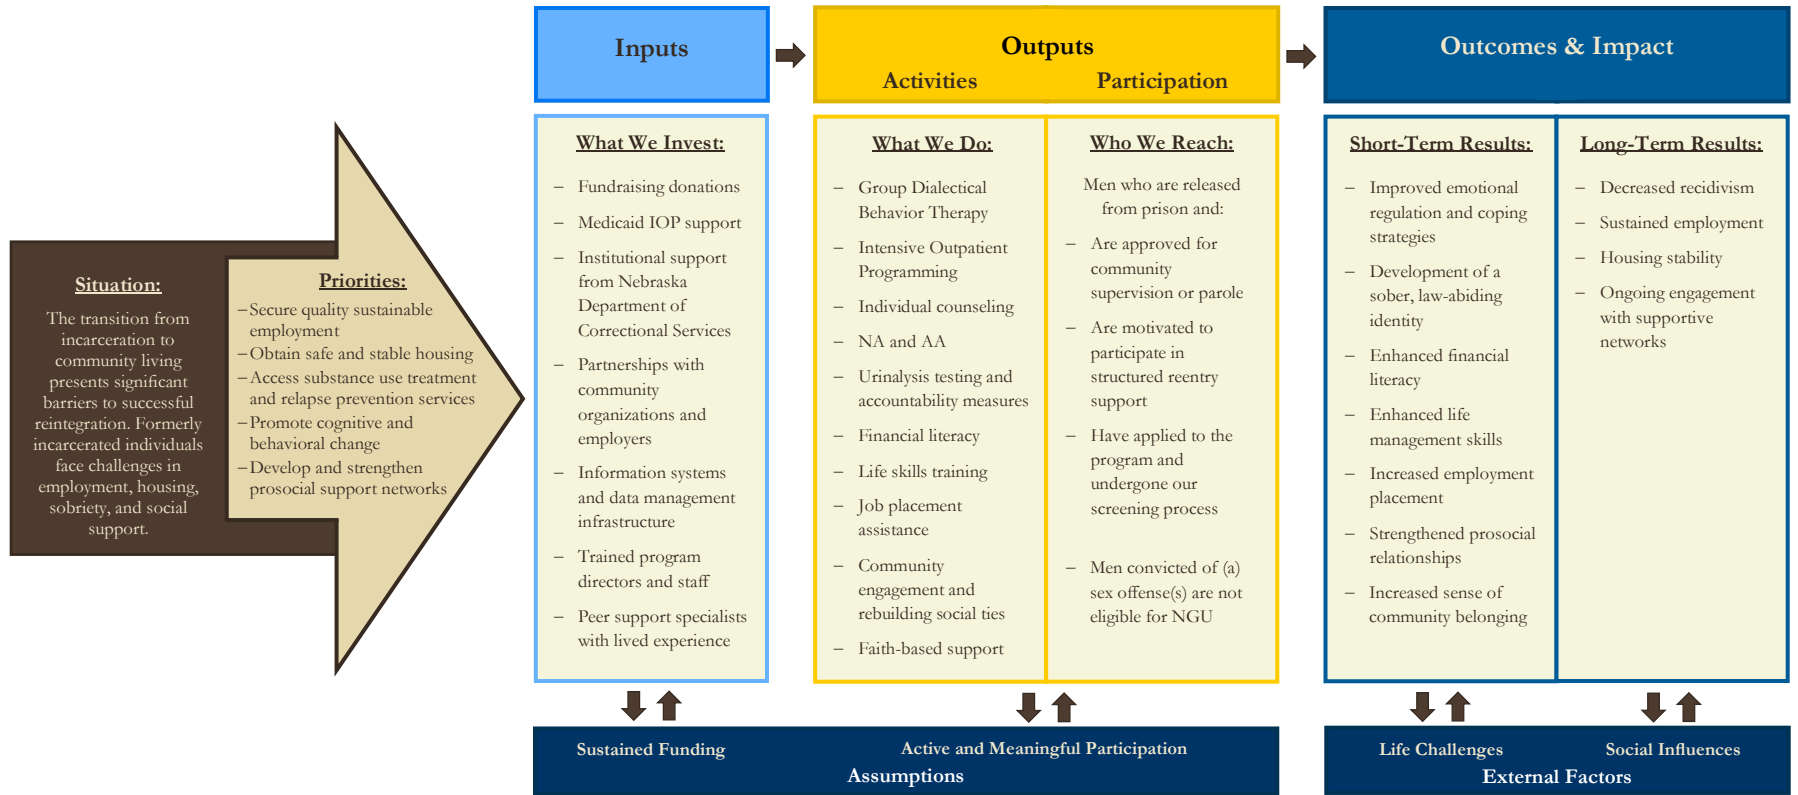 Inputs
Outputs
Activities
Participation
Outcomes & Impact
Situation:
The transition from
incarceration to
community living
presents significant
barriers to successful
reintegration. Formerly
incarcerated individuals
face challenges in
employment, housing,
sobriety, and social
support.
Priorities:
–Secure quality sustainable
employment
–Obtain safe and stable housing
–Access substance use treatment
and relapse prevention services
–Promote cognitive and
behavioral change
–Develop and strengthen
prosocial support networks
What We Invest:
– Fundraising donations
– Medicaid IOP support
– Institutional support
from Nebraska
Department of
Correctional Services
– Partnerships with
community
organizations and
employers
– Information systems
and data management
infrastructure
– Trained program
directors and staff
– Peer support specialists
with lived experience
What We Do:
– Group Dialectical
Behavior Therapy
– Intensive Outpatient
Programming
– Individual counseling
– NA and AA
– Urinalysis testing and
accountability measures
– Financial literacy
– Life skills training
– Job placement
assistance
– Community
engagement and
rebuilding social ties
– Faith-based support
Who We Reach:
Men who are released
from prison and:
– Are approved for
community
supervision or parole
– Are motivated to
participate in
structured reentry
support
– Have applied to the
program and
undergone our
screening process
– Men convicted of (a)
sex offense(s) are not
eligible for NGU
Short-Term Results:
– Improved emotional
regulation and coping
strategies
– Development of a
sober, law-abiding
identity
– Enhanced financial
literacy
– Enhanced life
management skills
– Increased employment
placement
– Strengthened prosocial
relationships
– Increased sense of
community belonging
Long-Term Results:
– Decreased recidivism
– Sustained employment
– Housing stability
– Ongoing engagement
with supportive
networks
Sustained Funding
Active and Meaningful Participation
Assumptions
Life Challenges
Social Influences
External Factors